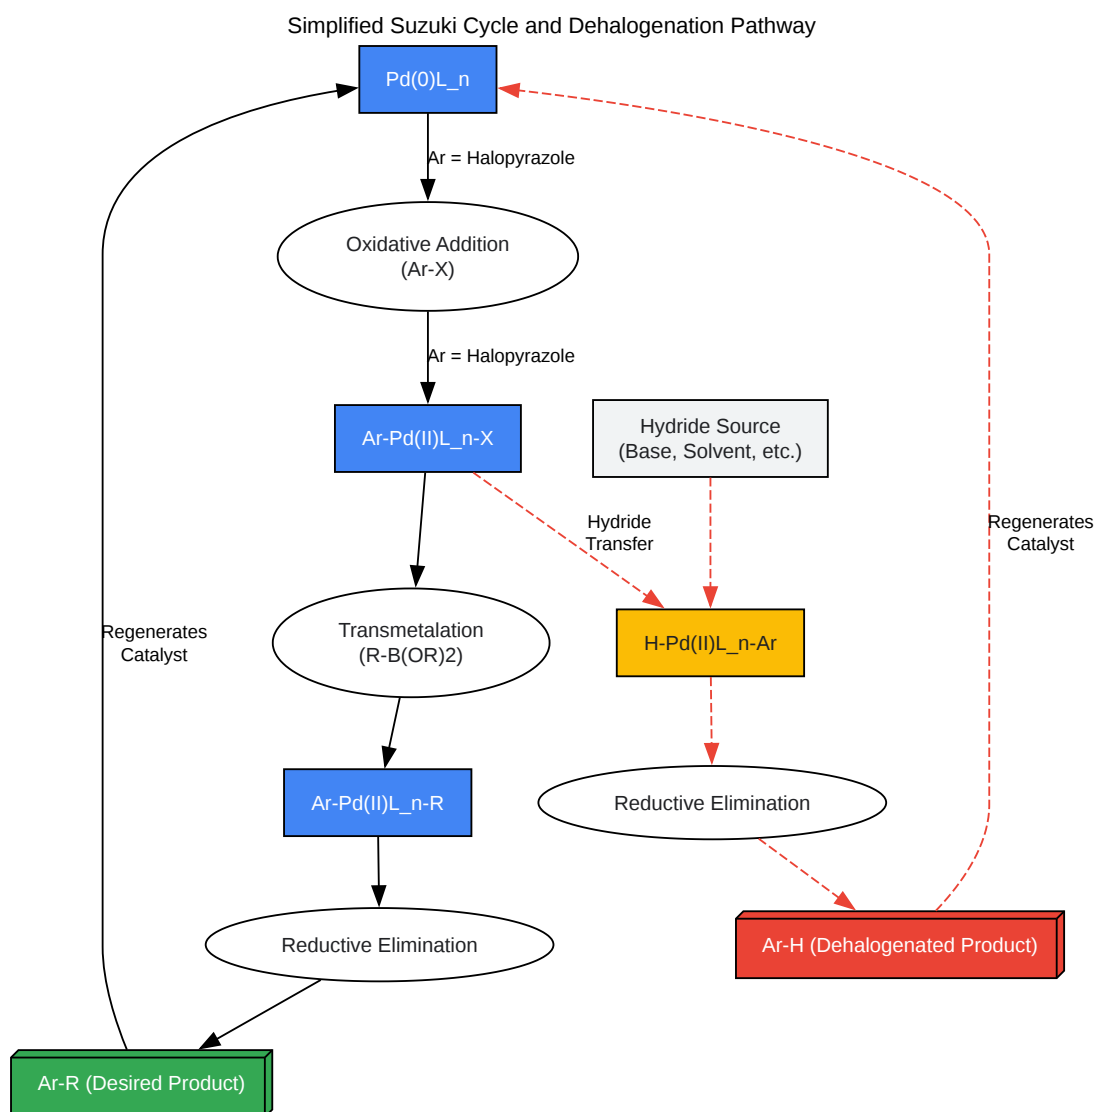 Simplified Suzuki Cycle and Dehalogenation Pathway
Pd(0)L_n
Ar = Halopyrazole
Oxidative Addition
(Ar-X)
Ar = Halopyrazole
Ar-Pd(II)L_n-X
Hydride Source
(Base, Solvent, etc.)
Hydride
Transfer
Regenerates
Catalyst
Regenerates
Catalyst
Transmetalation
(R-B(OR)2)
H-Pd(II)L_n-Ar
Ar-Pd(II)L_n-R
Reductive Elimination
Reductive Elimination
Ar-H (Dehalogenated Product)
Ar-R (Desired Product)